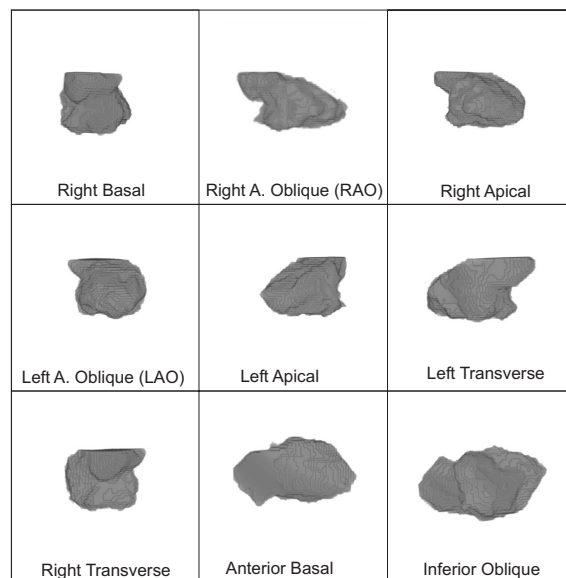 Right Basal
Right A. Oblique (RAO)
Right Apical
Left A. Oblique (LAO)
Left Apical
Left Transverse
Right Transverse
Anterior Basal
Inferior Oblique